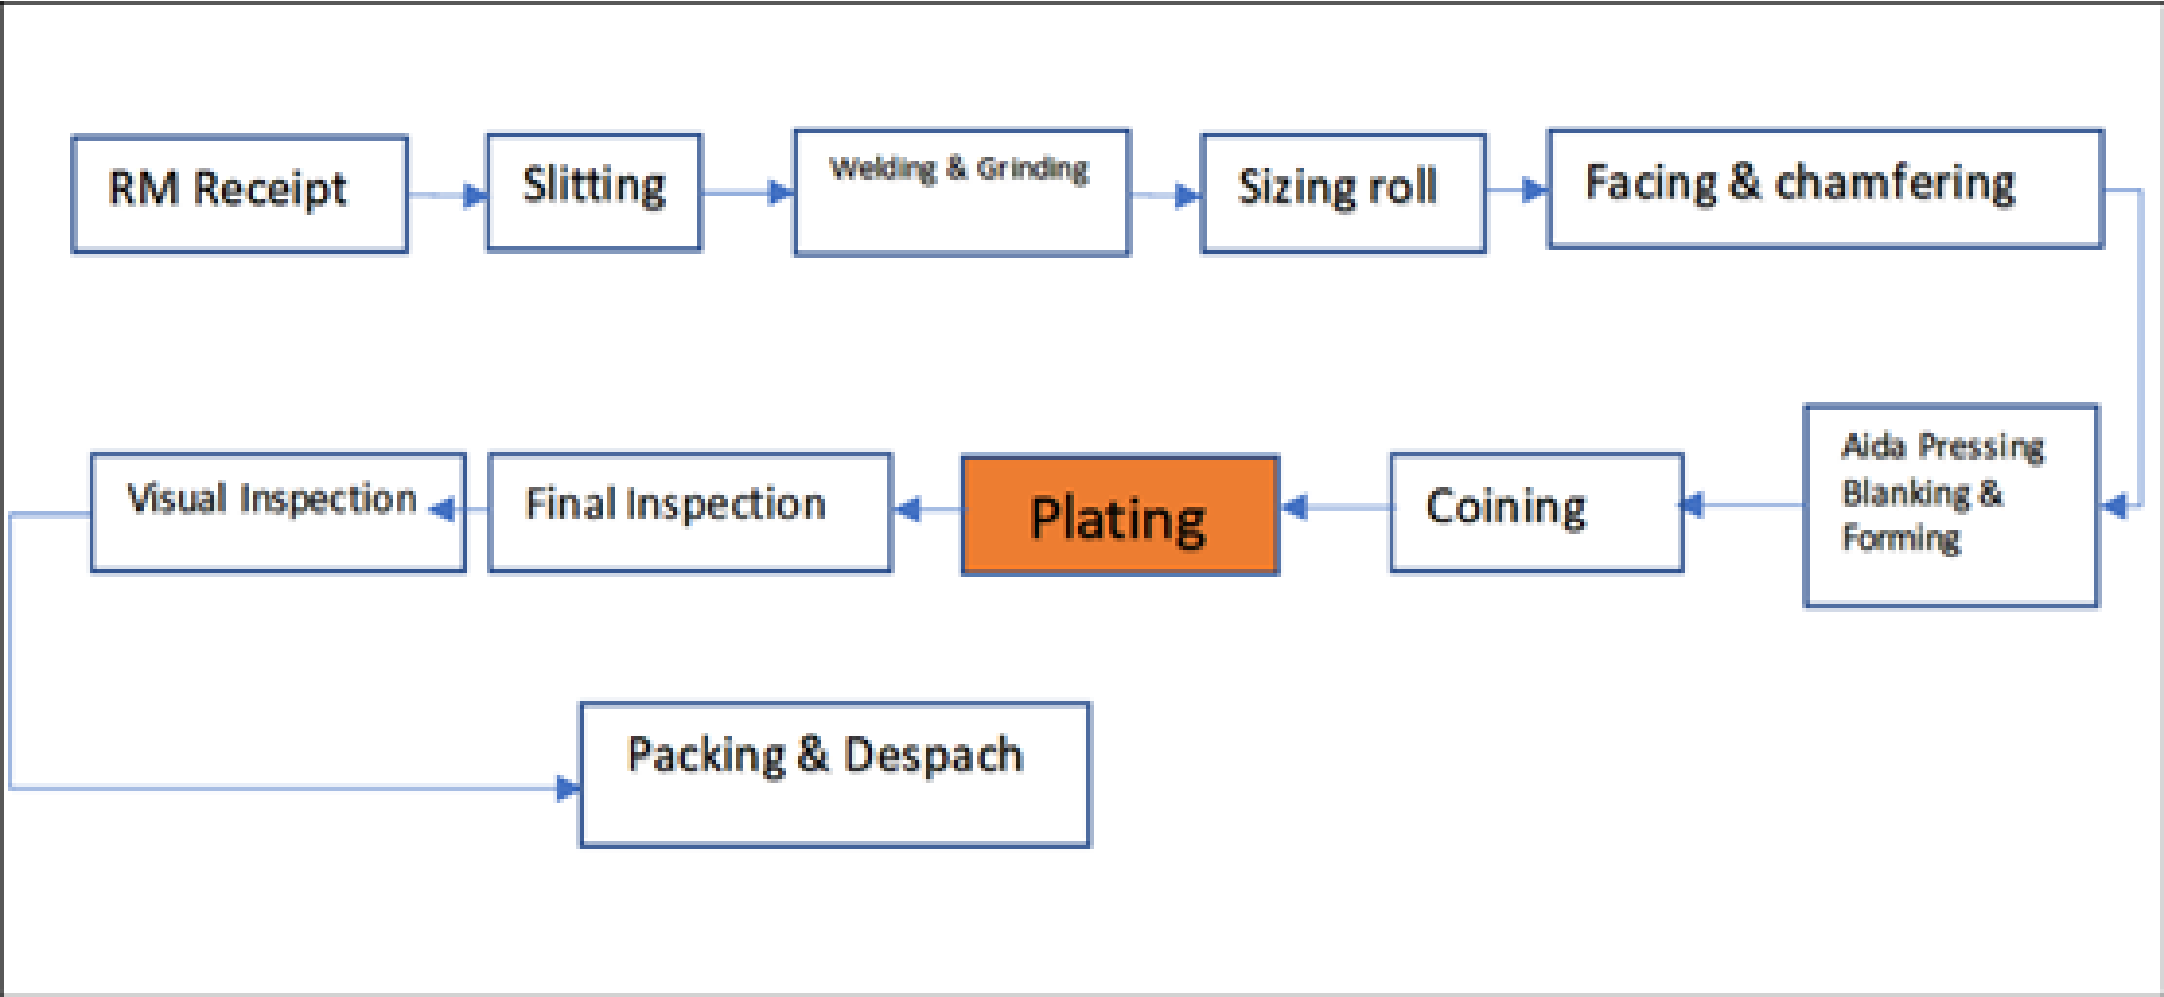 RM Receipt
Slitting
Welding & Grinding
Sizing roll
Facing & chamfering
Aida Pressing
Blanking &
Forming
Coining
Plating
Final Inspection
Visual Inspection
Packing & Despach